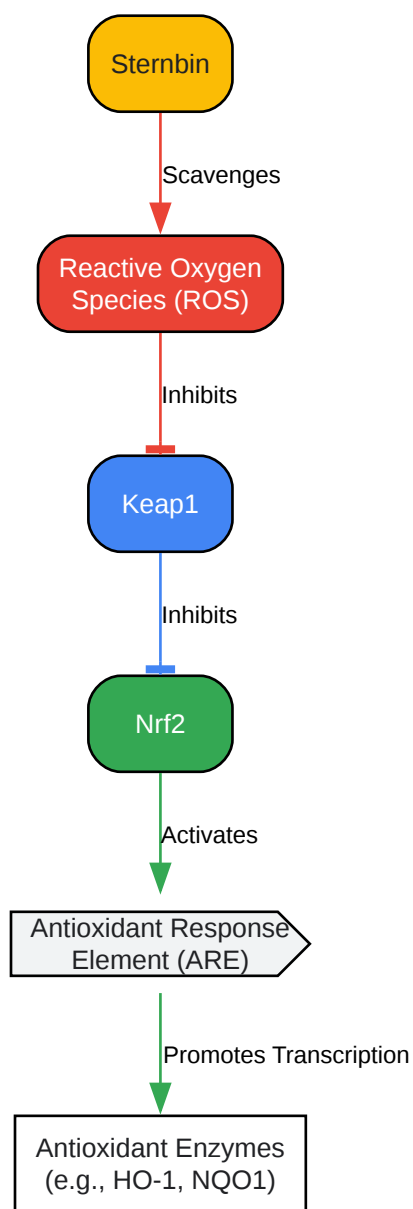 Sternbin
Scavenges
Reactive Oxygen
Species (ROS)
Inhibits
Keap1
Inhibits
Nrf2
Activates
Antioxidant Response
Element (ARE)
Promotes Transcription
Antioxidant Enzymes
(e.g., HO-1, NQO1)